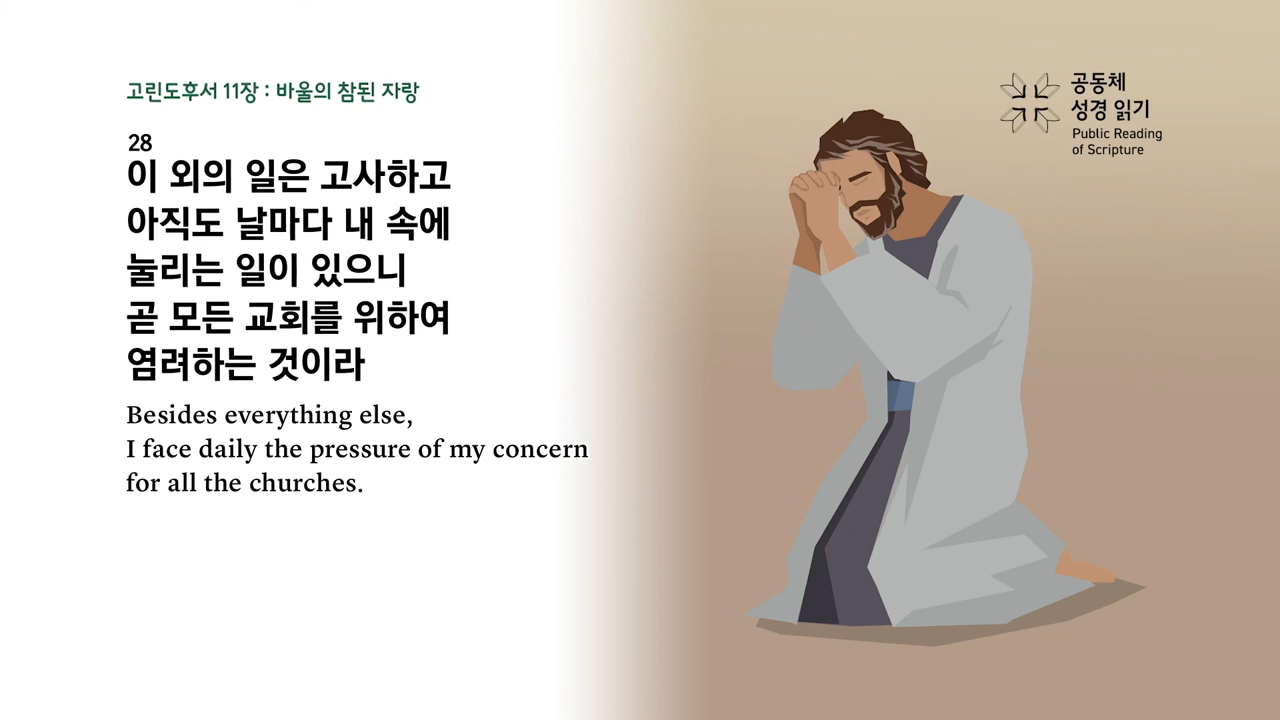 고린도후서 11장 : 바울의 참된 자랑
28
이 외의 일은 고사하고
아직도 날마다 내 속에
눌리는 일이 있으니
곧 모든 교회를 위하여
염려하는 것이라
Besides everything else,
I face daily the pressure of my concern
for all the churches.
공동체
성경 읽기
Public Reading
of Scripture